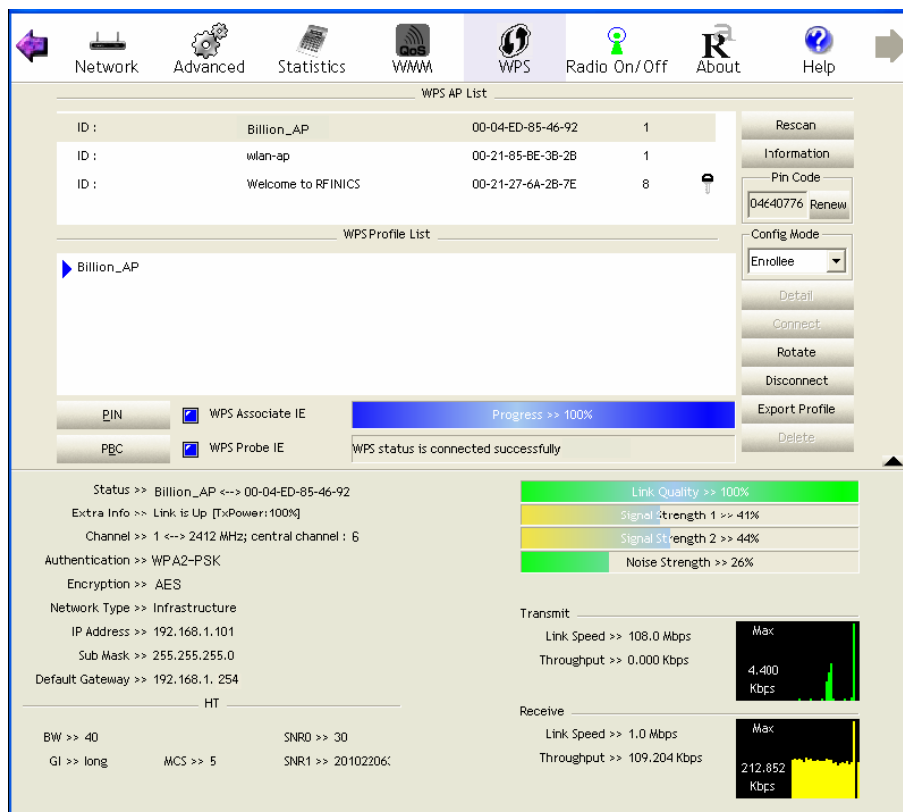 Network Advanced Statistics QoS WMM WPS Radio On/Off About Help
WPS AP List
ID : Billion_AP 00-04-ED-85-46-92 1
ID : wlan-ap 00-21-85-BE-3B-2B 1
ID : Welcome to RFINICS 00-21-27-6A-2B-7E 8
Rescan
Information
Pin Code
04640776 Renew
WPS Profile List
Config Mode
Billion_AP
Enrollee
Detail
Connect
Rotate
Disconnect
Export Profile
Delete
PIN WPS Associate IE Progress >> 100%
PBC WPS Probe IE WPS status is connected successfully
Status >> Billion_AP <--> 00-04-ED-85-46-92
Extra Info >> Link is Up [TxPower:100%]
Channel >> 1 <--> 2412 MHz; central channel : 6
Authentication >> WPA2-PSK
Encryption >> AES
Network Type >> Infrastructure
IP Address >> 192.168.1.101
Sub Mask >> 255.255.255.0
Default Gateway >> 192.168.1. 254
HT
BW >> 40 SNR0 >> 30
GI >> long MCS >> 5 SNR1 >> 20102206
Link Quality >> 100%
Signal Strength 1 >> 41%
Signal Strength 2 >> 44%
Noise Strength >> 26%
Transmit
Link Speed >> 108.0 Mbps
Throughput >> 0.000 Kbps
Max
4.400
Kbps
Receive
Link Speed >> 1.0 Mbps
Throughput >> 109.204 Kbps
Max
212.852
Kbps